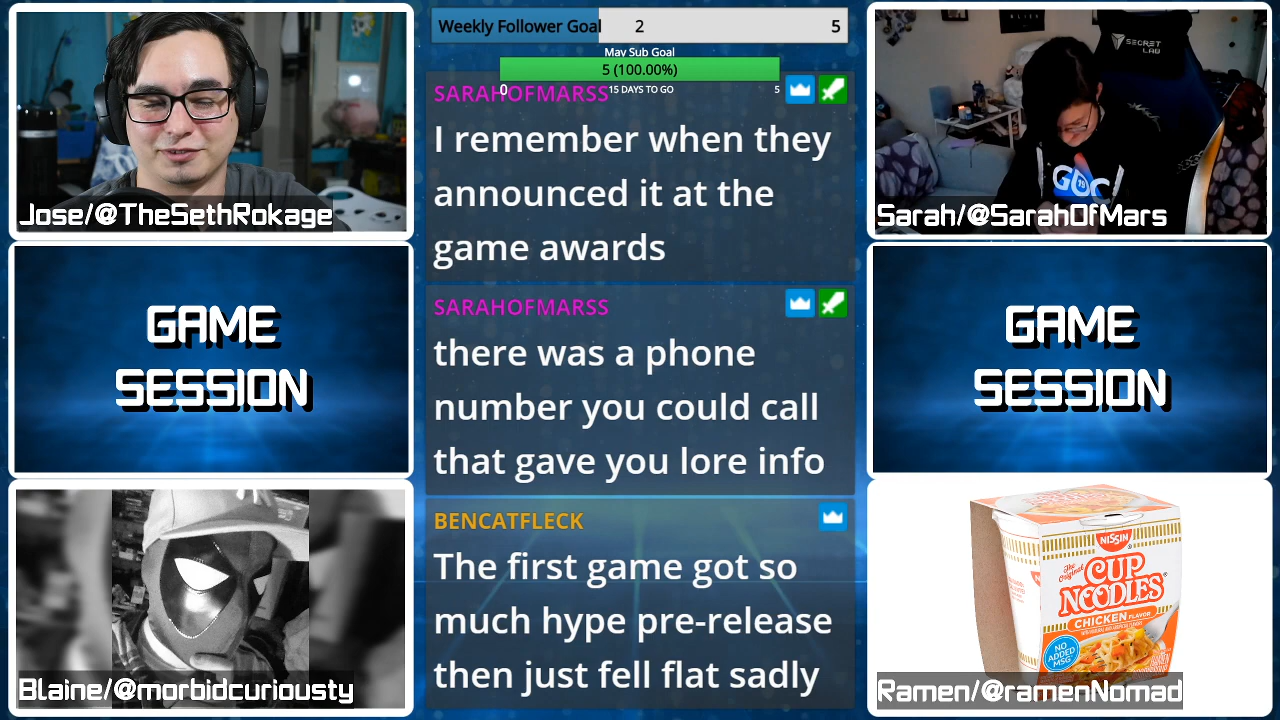 Weekly Follower Goal 2 5
May Sub Goal
5 (100.00%)
0 15 DAYS TO GO 5
SARAHOFMARSS
I remember when they
announced it at the
game awards
SARAHOFMARSS
there was a phone
number you could call
that gave you lore info
BENCATFLECK
The first game got so
much hype pre-release
then just fell flat sadly
Jose/@TheSethRokage
GAME
SESSION
Blaine/@morbidcuriousty
SECRET
LAB
Sarah/@SarahOfMars
GAME
SESSION
NISSIN
The Original
CUP
NOODLES
CHICKEN FLAVOR
NO
ADDED
MSG
Ramen/@ramenNomad